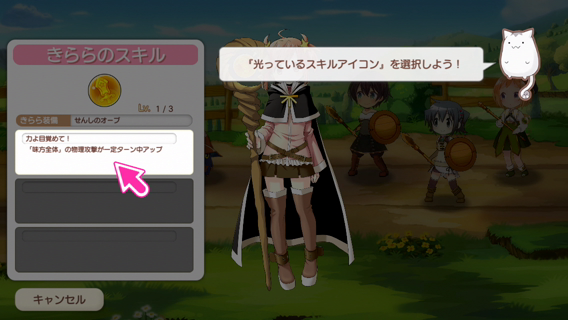 きららのスキル
Lv. 1 / 3
きらら装備 せんしのオーブ
力よ目覚めて！
「味方全体」の物理攻撃が一定ターン中アップ
『光っているスキルアイコン』を選択しよう！
キャンセル